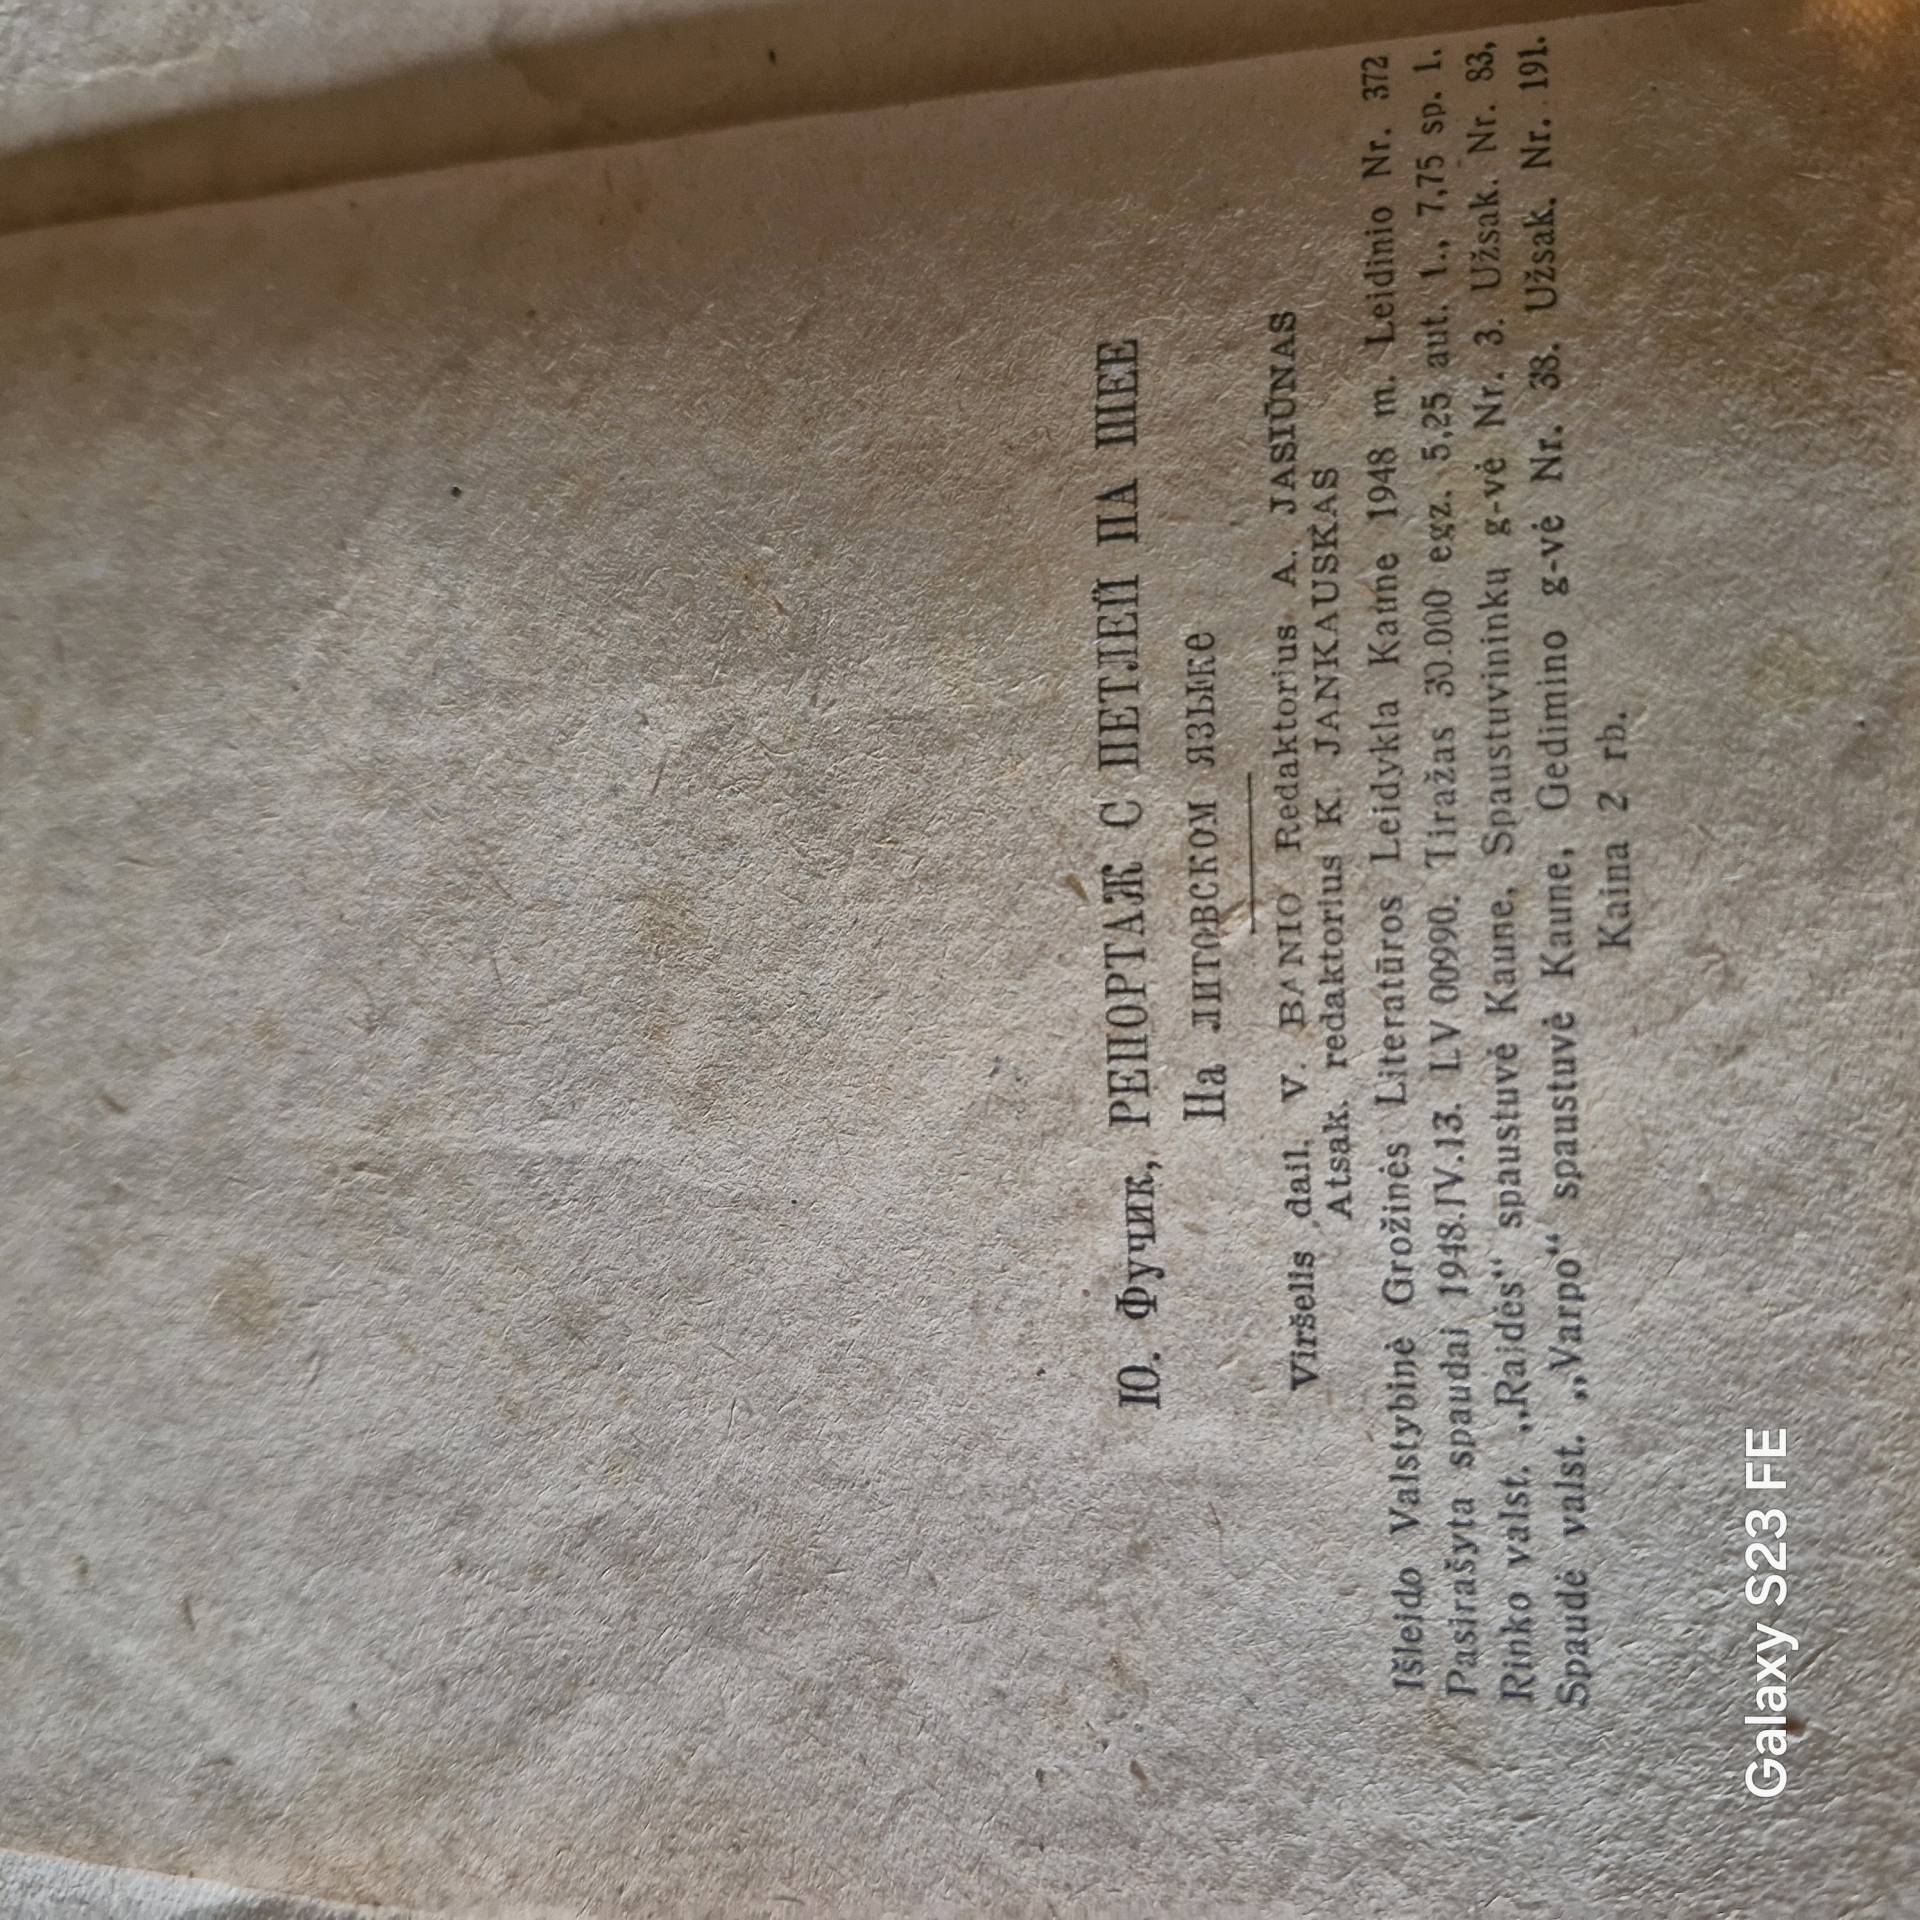 Ю. Фучик, РЕПОРТАЖ С ПЕТЛЕЙ НА ШЕЕ
На литовском языке
Viršelis dail. V. BANIO Redaktorius A. JASIŪNAS
Atsak. redaktorius K. JANKAUSKAS
Išleido Valstybinė Grožinės Literatūros Leidykla Kaune 1948 m. Leidinio Nr. 372
Pasirašyta spaudai 1948.IV.13. LV 00990. Tiražas 30.000 egz. 5,25 aut. l., 7,75 sp. l.
Rinko valst. „Raidės“ spaustuvė Kaune, Spaustuvininkų g-vė Nr. 3. Užsak. Nr. 83,
Spaudė valst. „Varpo“ spaustuvė Kaune, Gedimino g-vė Nr. 38. Užsak. Nr. 191.
Kaina 2 rb.
Galaxy S23 FE